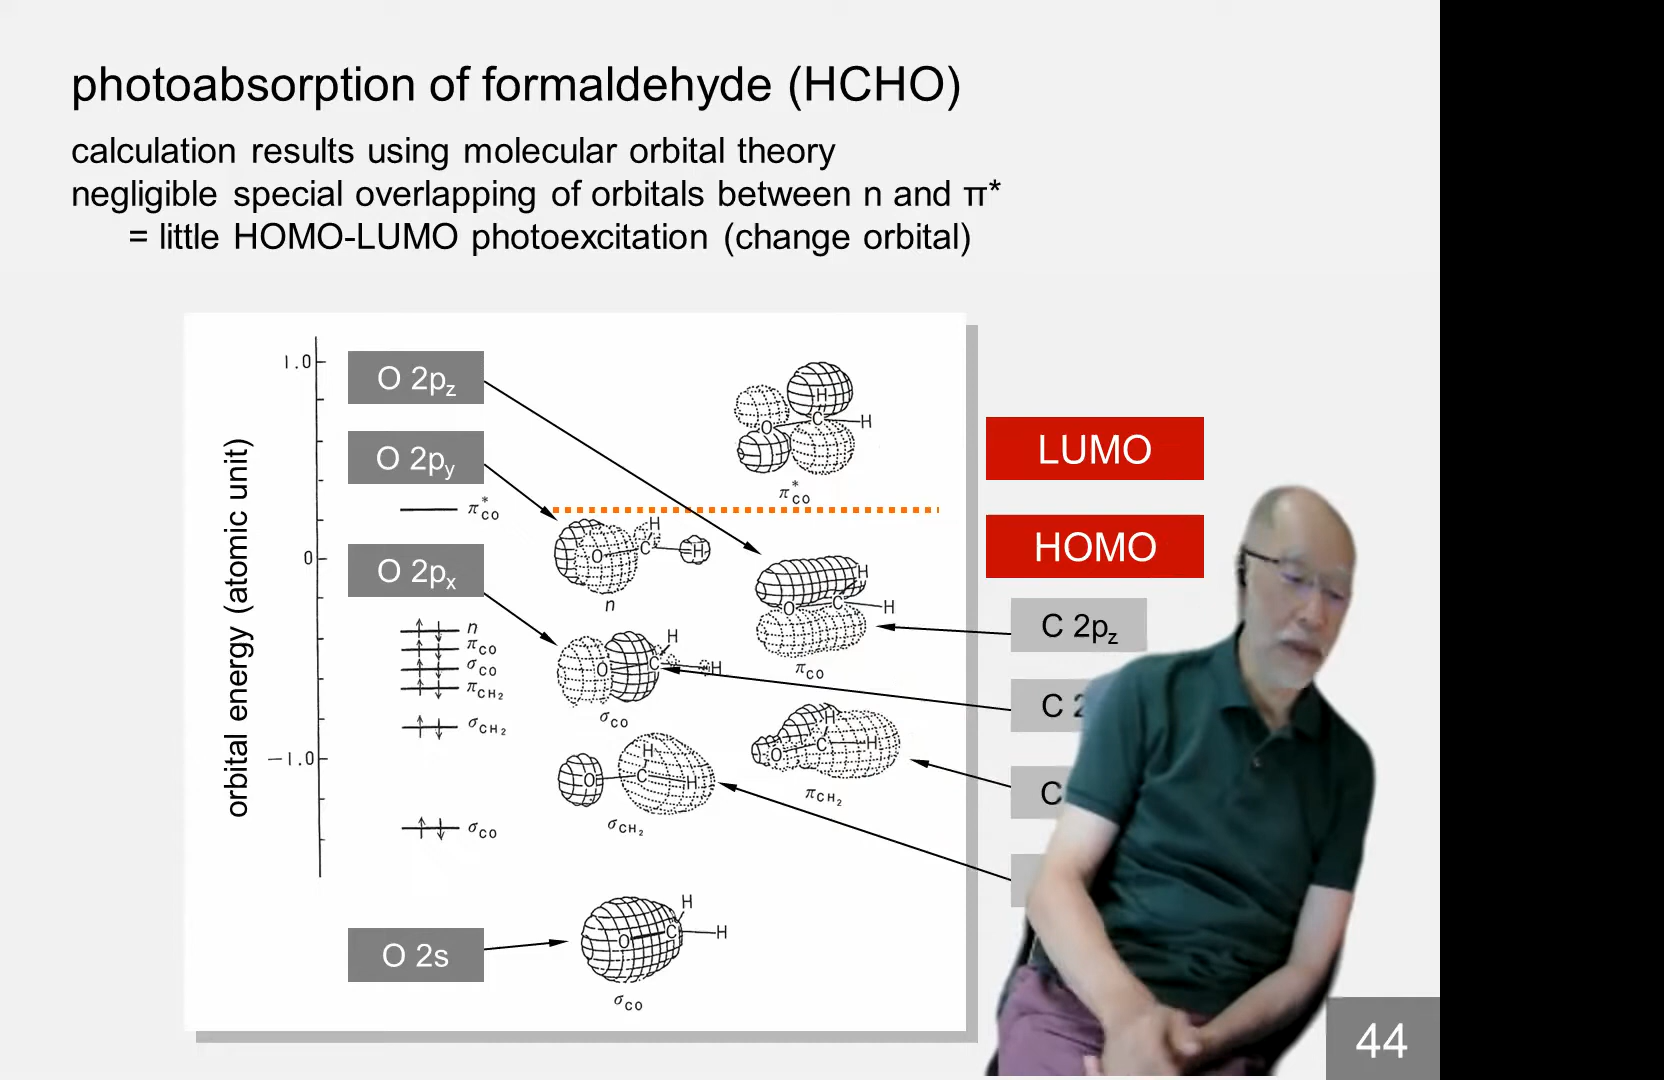 photoabsorption of formaldehyde (HCHO)
calculation results using molecular orbital theory
negligible special overlapping of orbitals between n and π*
= little HOMO-LUMO photoexcitation (change orbital)
orbital energy (atomic unit)
1.0
0
−1.0
O 2pz
O 2py
O 2px
O 2s
π*CO
n
πCO
σCO
πCH2
σCH2
σCO
H
O C H
π*CO
H
O C H
n
H
O C H
πCO
H
O C H
σCO
H
O C H
πCH2
H
O C H
σCH2
H
O C H
σCO
LUMO
HOMO
C 2pz
C 2
C
44